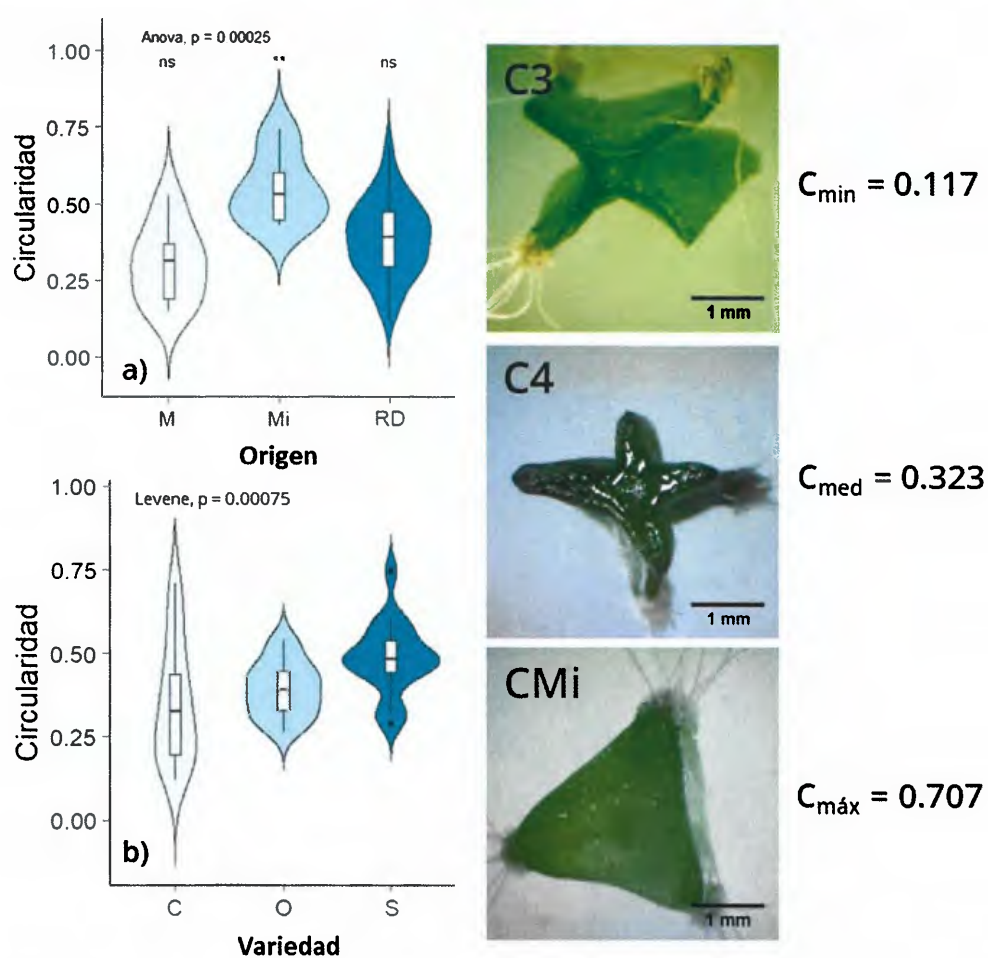 Anova, p = 0 00025
ns
**
ns
1.00
0.75
0.50
0.25
0.00
Circularidad
a)
M
Mi
RD
Origen
Levene, p = 0.00075
1.00
0.75
0.50
0.25
0.00
Circularidad
b)
C
O
S
Variedad
C3
1 mm
Cmin = 0.117
C4
1 mm
Cmed = 0.323
CMi
1 mm
Cmáx = 0.707